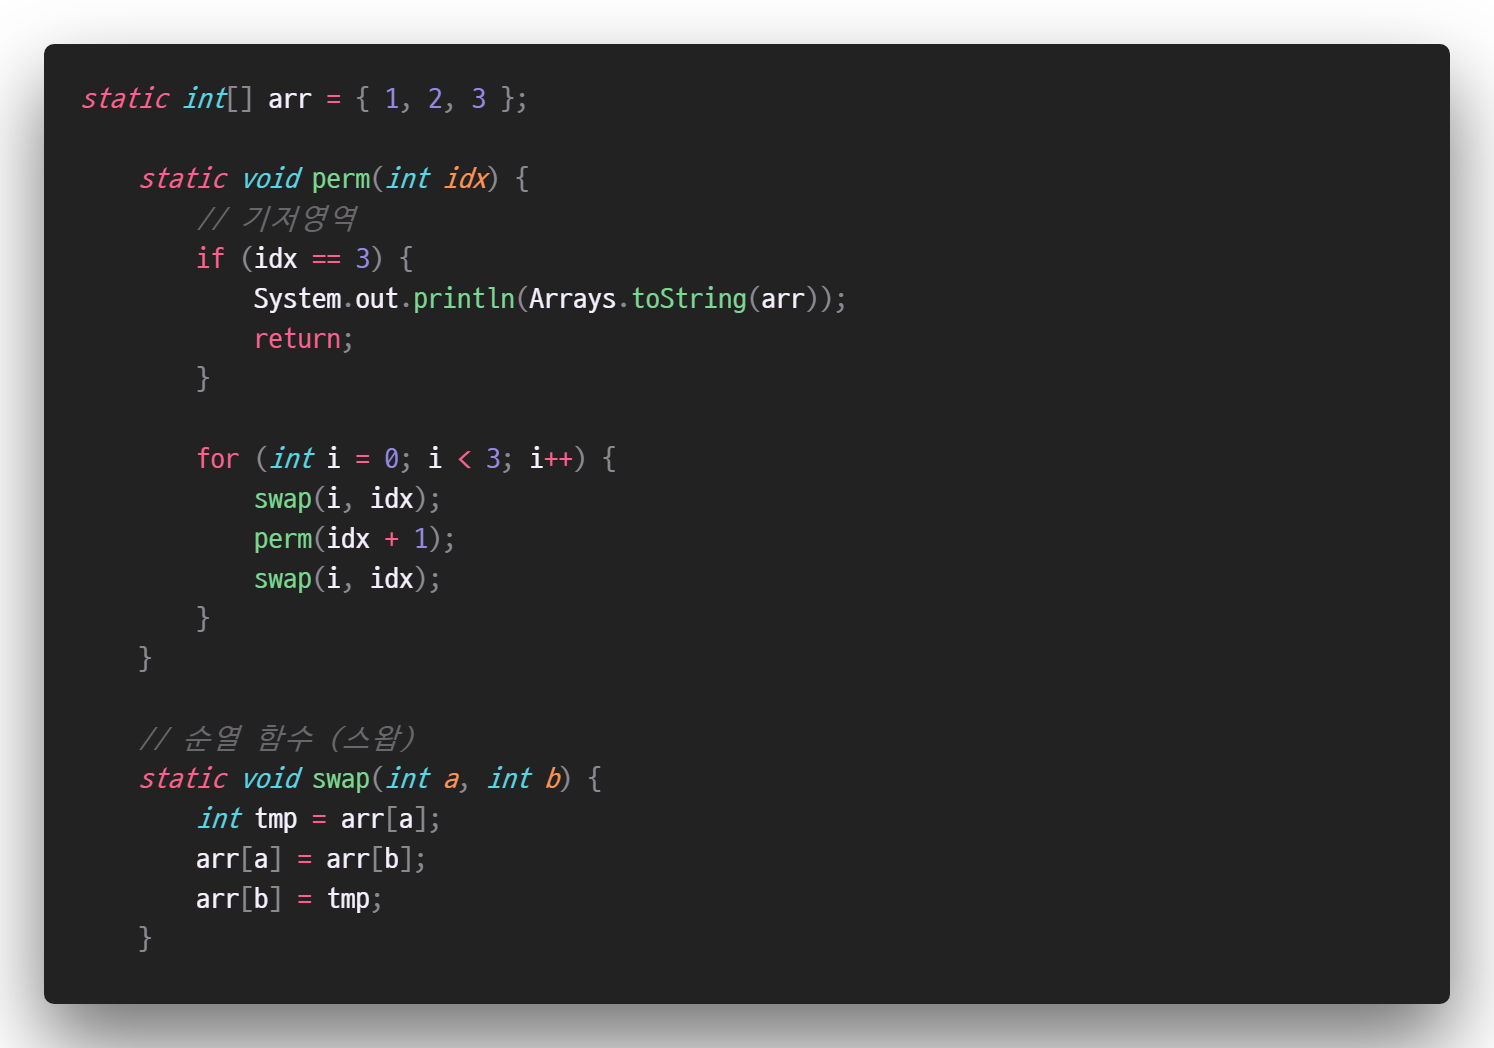 static int[] arr = { 1, 2, 3 };
static void perm(int idx) {
// 기저영역
if (idx == 3) {
System.out.println(Arrays.toString(arr));
return;
}
for (int i = 0; i < 3; i++) {
swap(i, idx);
perm(idx + 1);
swap(i, idx);
}
}
// 순열 함수 (스왑)
static void swap(int a, int b) {
int tmp = arr[a];
arr[a] = arr[b];
arr[b] = tmp;
}